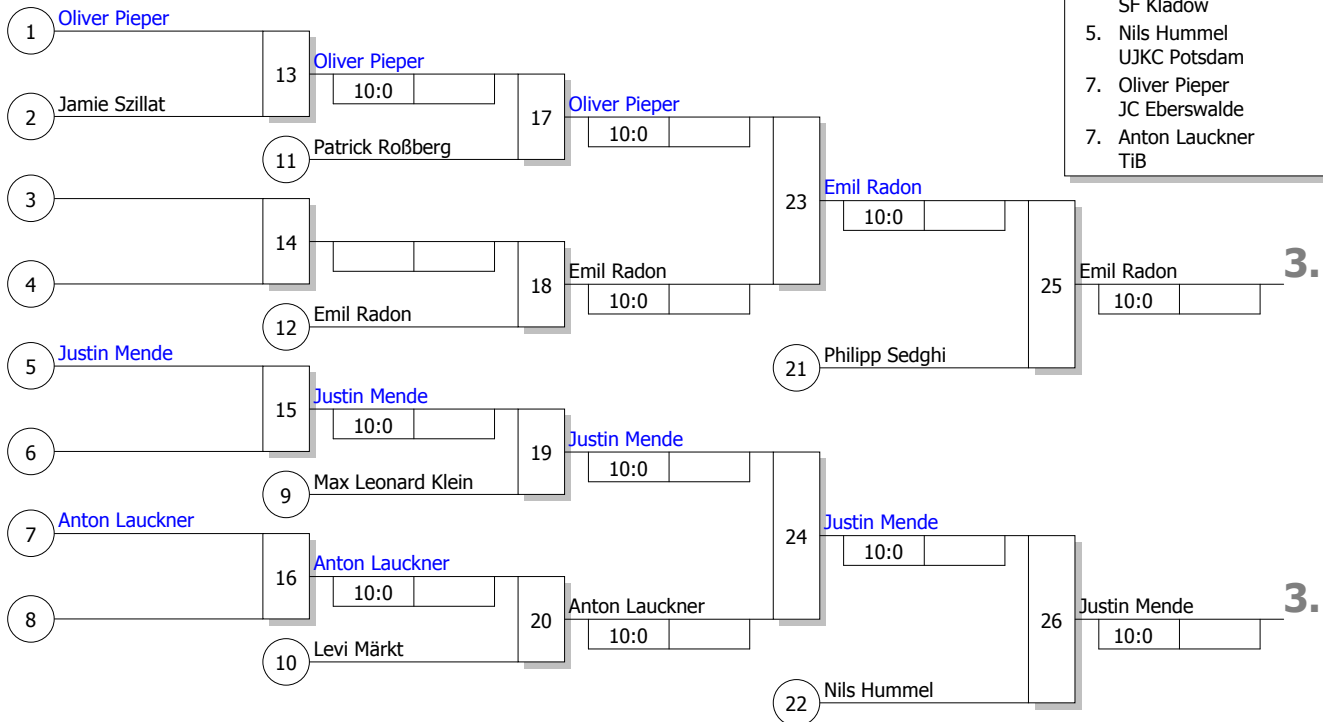 SF Kladow
5. Nils Hummel
UJKC Potsdam
7. Oliver Pieper
JC Eberswalde
7. Anton Lauckner
TiB
1 Oliver Pieper
13 Oliver Pieper
10:0
2 Jamie Szillat
17 Oliver Pieper
10:0
11 Patrick Roßberg
3
23 Emil Radon
10:0
14
4
18 Emil Radon
10:0
12 Emil Radon
25 Emil Radon 3.
10:0
5 Justin Mende
21 Philipp Sedghi
15 Justin Mende
10:0
6
19 Justin Mende
10:0
9 Max Leonard Klein
7 Anton Lauckner
24 Justin Mende
10:0
16 Anton Lauckner
10:0
8
20 Anton Lauckner
10:0
10 Levi Märkt
26 Justin Mende 3.
10:0
22 Nils Hummel